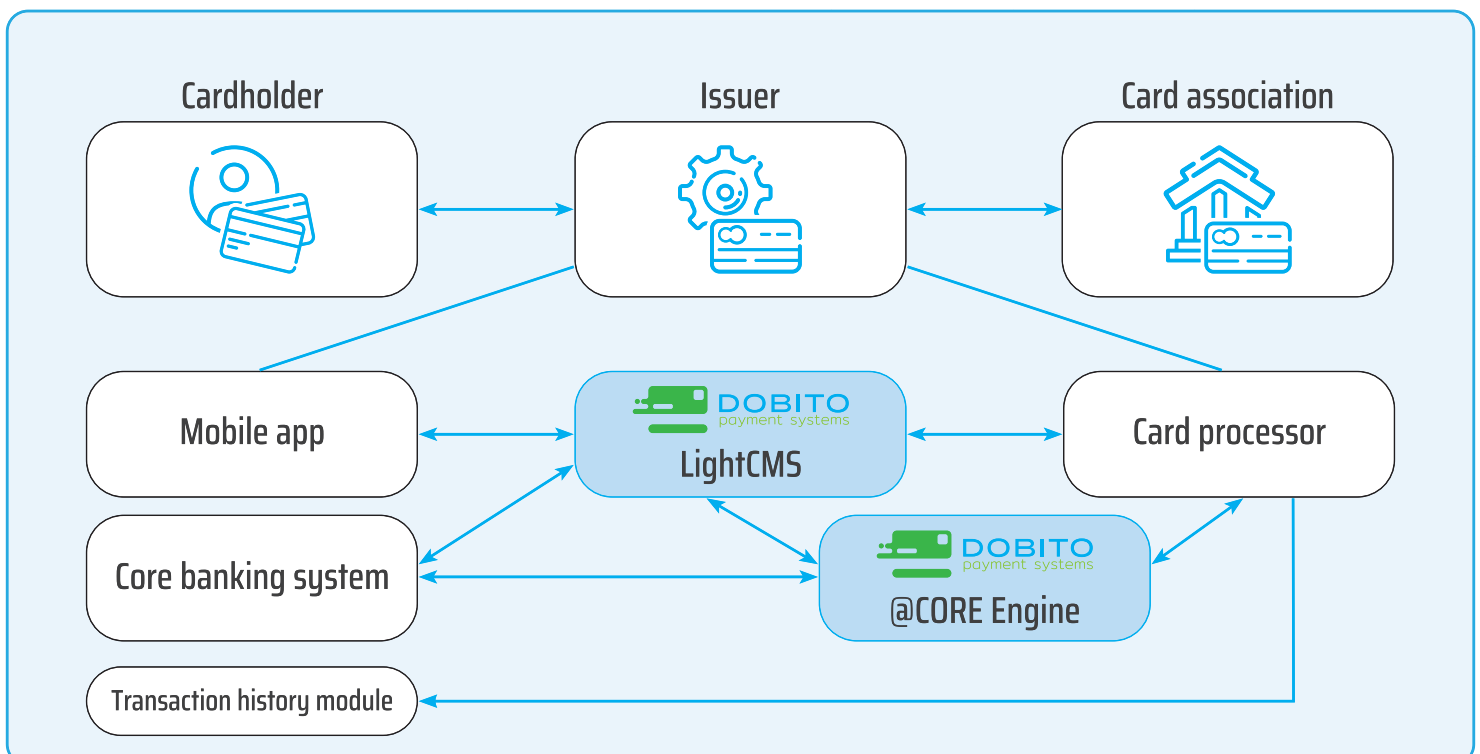 Cardholder
Issuer
Card association
Mobile app
DOBITO
payment systems
LightCMS
Card processor
Core banking system
DOBITO
payment systems
@CORE Engine
Transaction history module